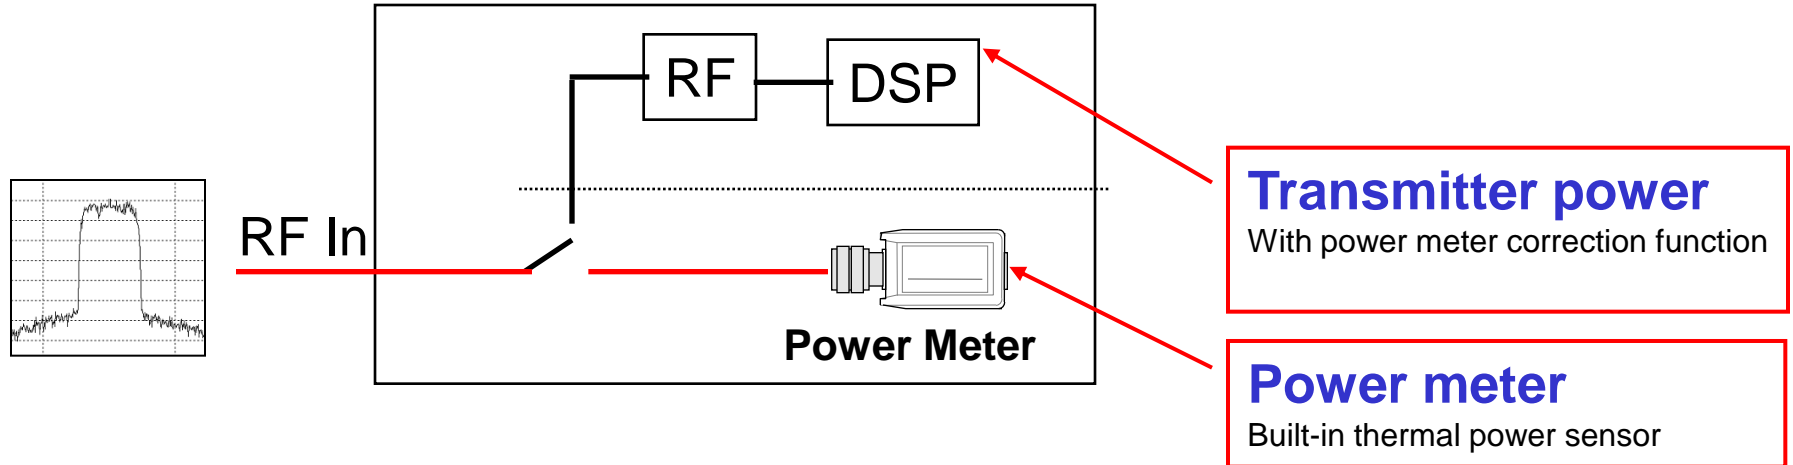 RF
DSP
RF In
Power Meter
Transmitter power
With power meter correction function
Power meter
Built-in thermal power sensor